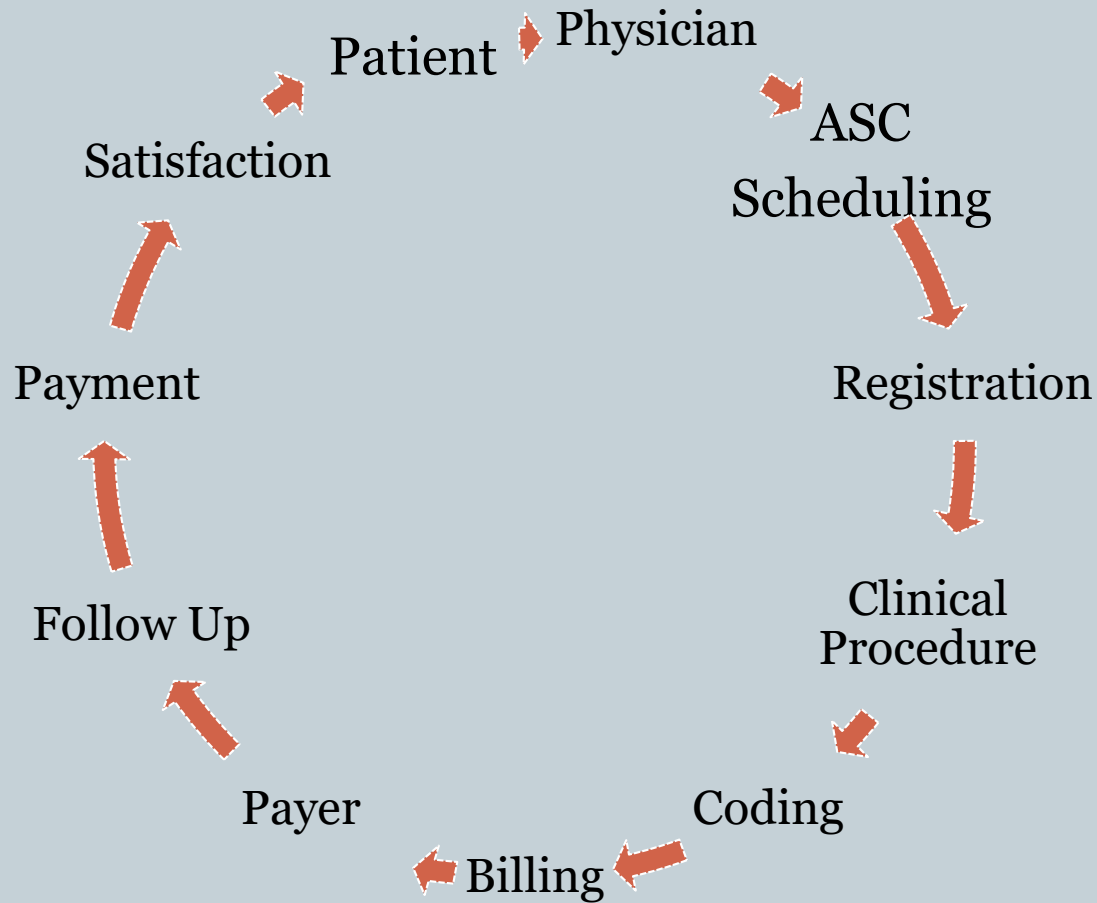 Patient
Physician
ASC
Scheduling
Registration
Clinical
Procedure
Coding
Billing
Payer
Follow Up
Payment
Satisfaction